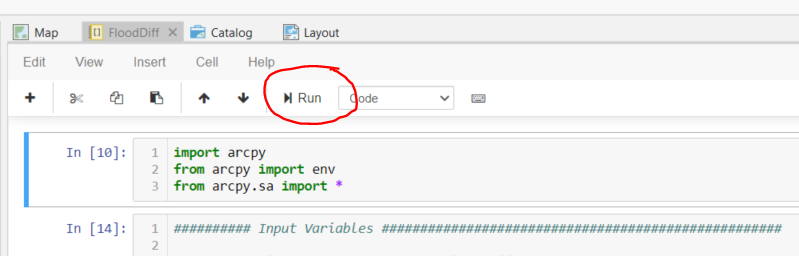 Map FloodDiff Catalog Layout
Edit View Insert Cell Help
Run Code
In [10]: 1 import arcpy
2 from arcpy import env
3 from arcpy.sa import *
In [14]: 1 ########## Input Variables ####################################################
2